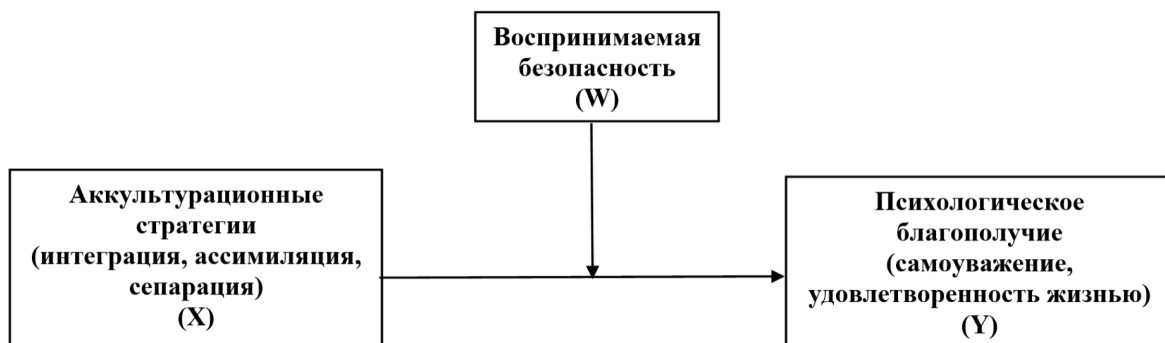 Воспринимаемая
безопасность
(W)
Аккультурационные
стратегии
(интеграция, ассимиляция,
сепарация)
(X)
Психологическое
благополучие
(самоуважение,
удовлетворенность жизнью)
(Y)